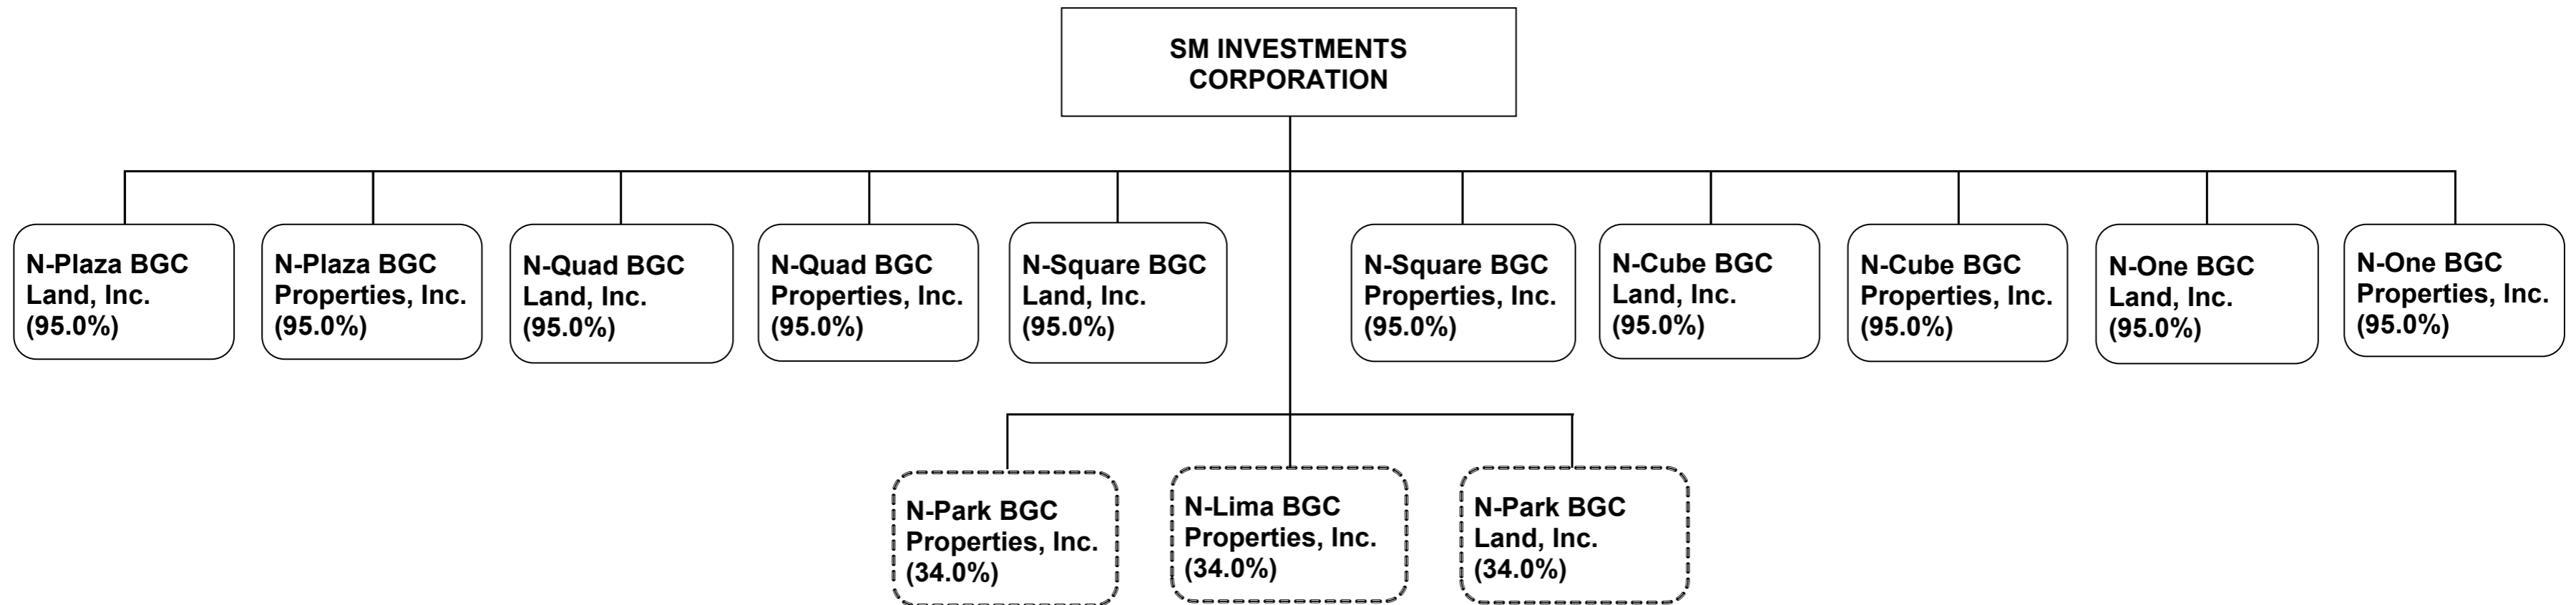 SM INVESTMENTS
CORPORATION
N-Plaza BGC
Land, Inc.
(95.0%)
N-Plaza BGC
Properties, Inc.
(95.0%)
N-Quad BGC
Land, Inc.
(95.0%)
N-Quad BGC
Properties, Inc.
(95.0%)
N-Square BGC
Land, Inc.
(95.0%)
N-Square BGC
Properties, Inc.
(95.0%)
N-Cube BGC
Land, Inc.
(95.0%)
N-Cube BGC
Properties, Inc.
(95.0%)
N-One BGC
Land, Inc.
(95.0%)
N-One BGC
Properties, Inc.
(95.0%)
N-Park BGC
Properties, Inc.
(34.0%)
N-Lima BGC
Properties, Inc.
(34.0%)
N-Park BGC
Land, Inc.
(34.0%)